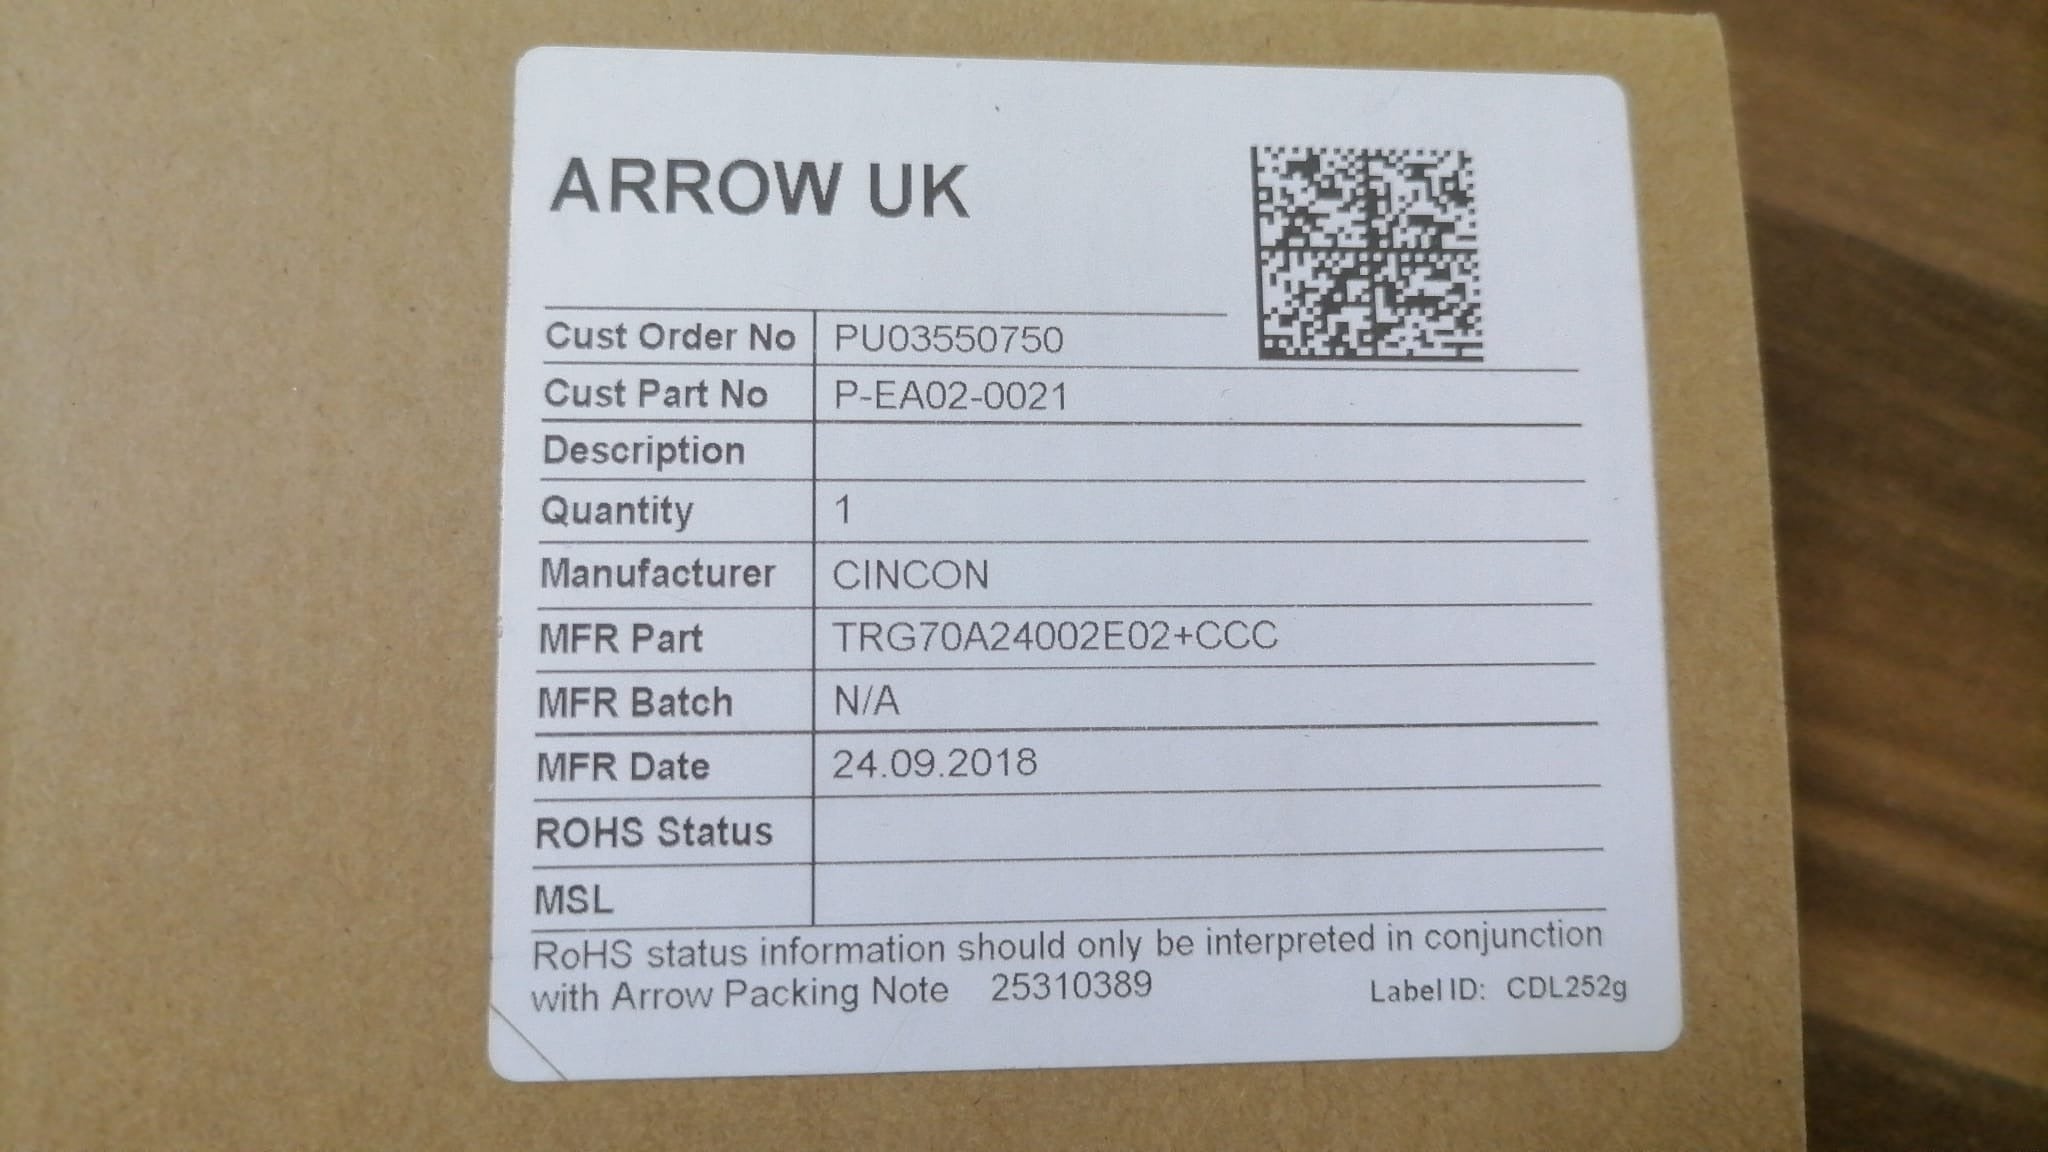 ARROW UK
Cust Order No PU03550750
Cust Part No P-EA02-0021
Description
Quantity 1
Manufacturer CINCON
MFR Part TRG70A24002E02+CCC
MFR Batch N/A
MFR Date 24.09.2018
ROHS Status
MSL
RoHS status information should only be interpreted in conjunction
with Arrow Packing Note 25310389 Label ID: CDL252g